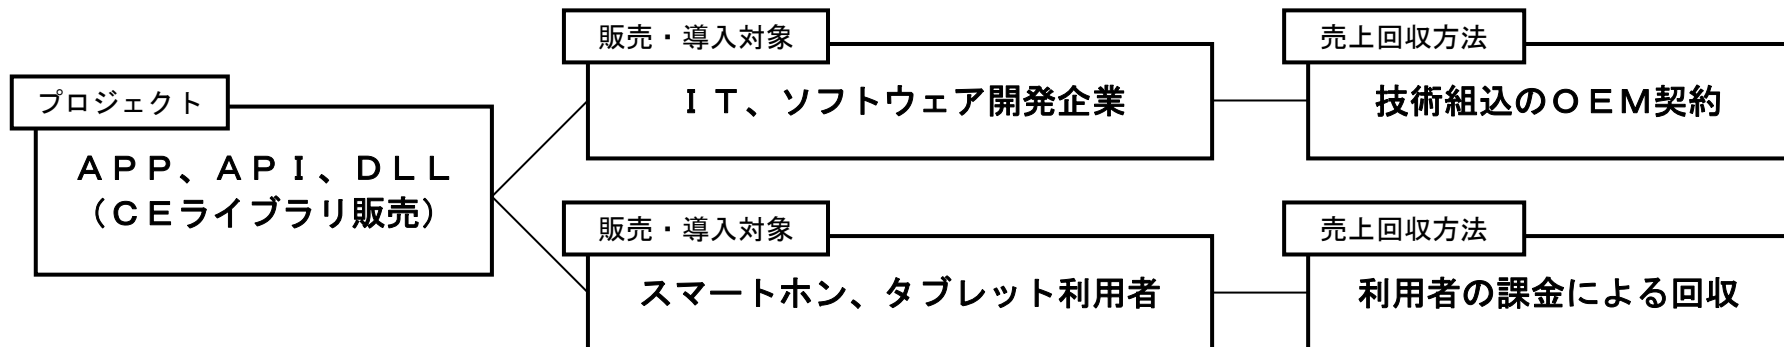 プロジェクト
ＡＰＰ、ＡＰＩ、ＤＬＬ
（ＣＥライブラリ販売）
販売・導入対象
ＩＴ、ソフトウェア開発企業
売上回収方法
技術組込のＯＥＭ契約
販売・導入対象
スマートホン、タブレット利用者
売上回収方法
利用者の課金による回収